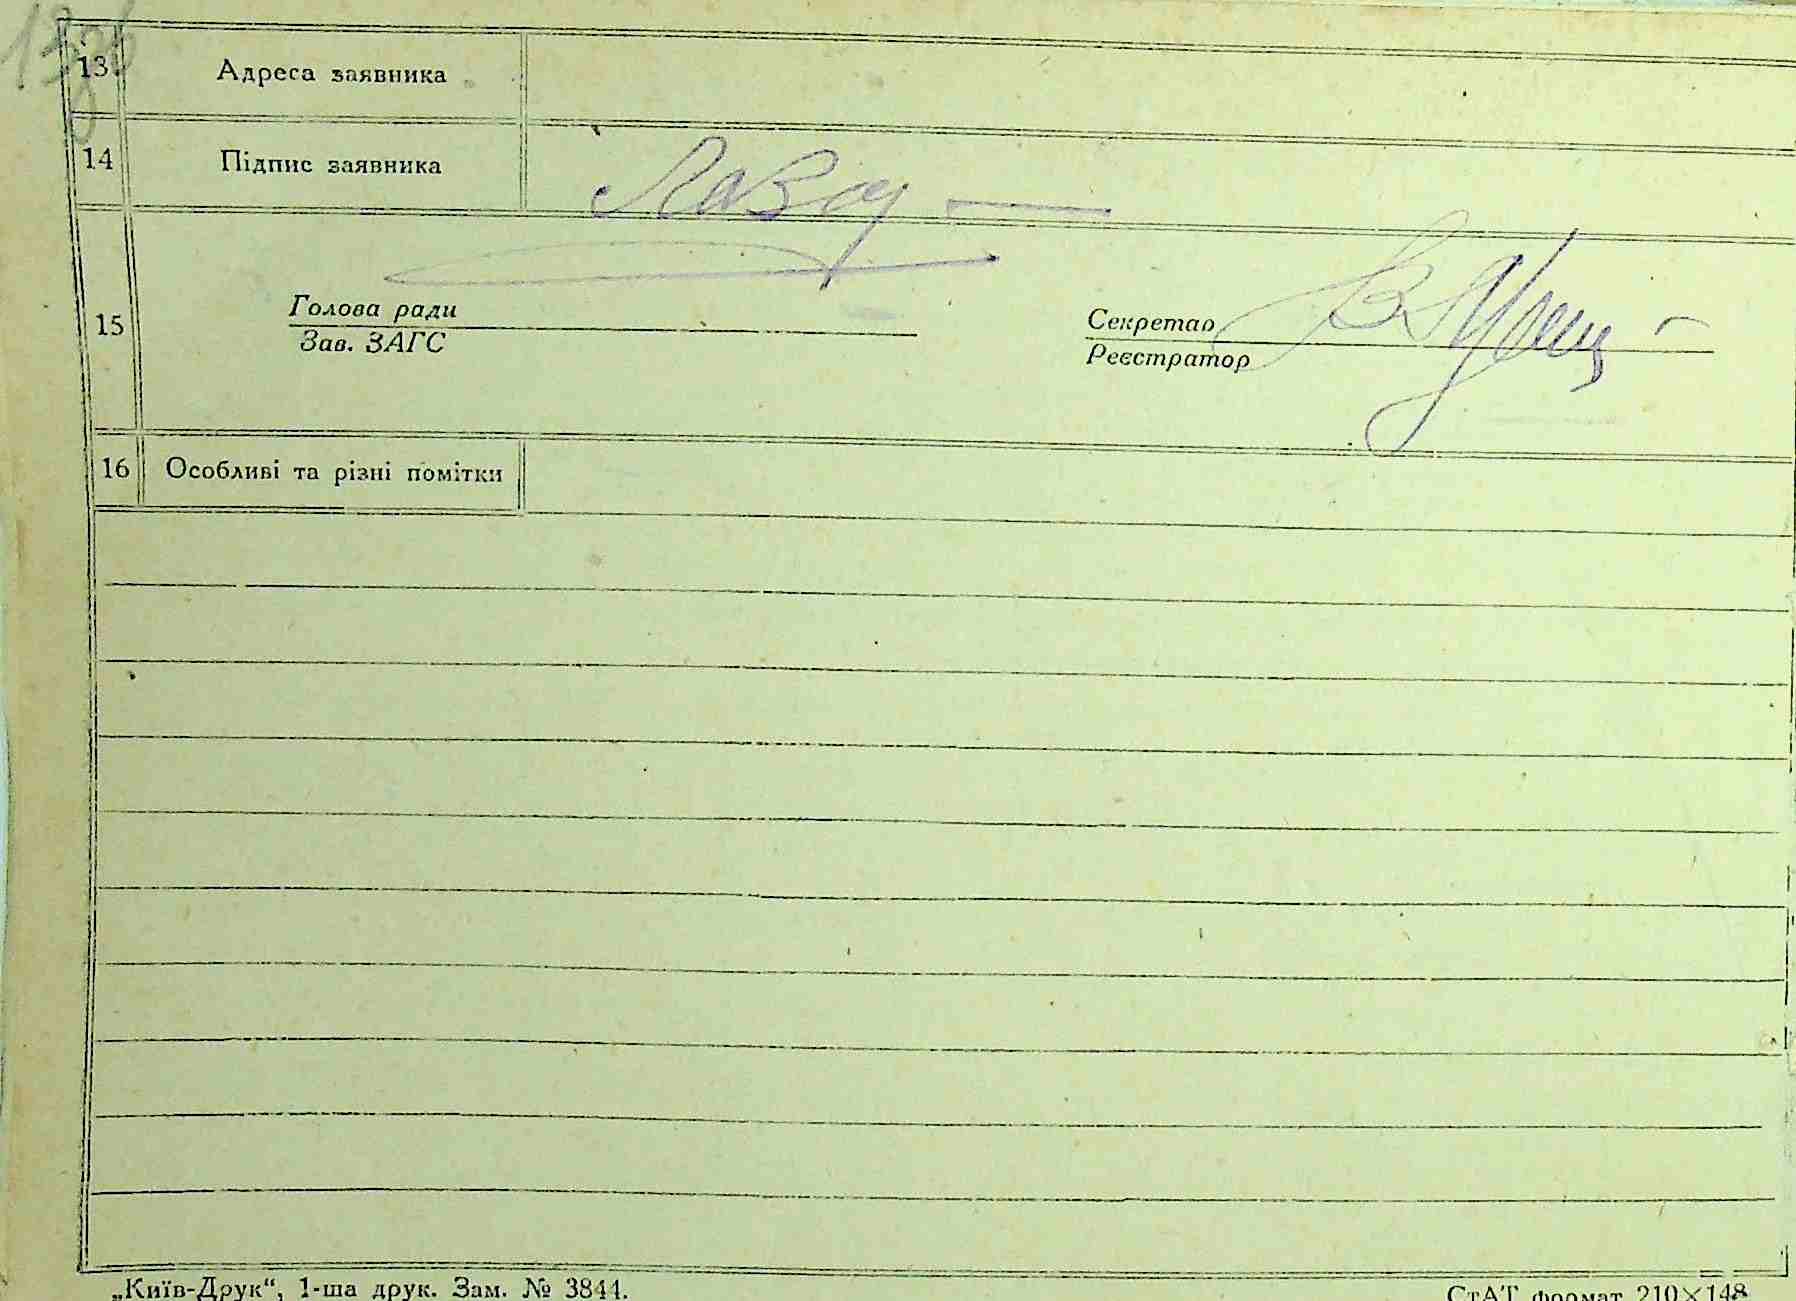 13 Адреса заявника
14 Підпис заявника
Голова ради
Зав. ЗАГС
15
Секретар
Реєстратор
16 Особливі та різні помітки
„Київ-Друк“, 1-ша друк. Зам. № 3844.
СтАТ формат 210×148